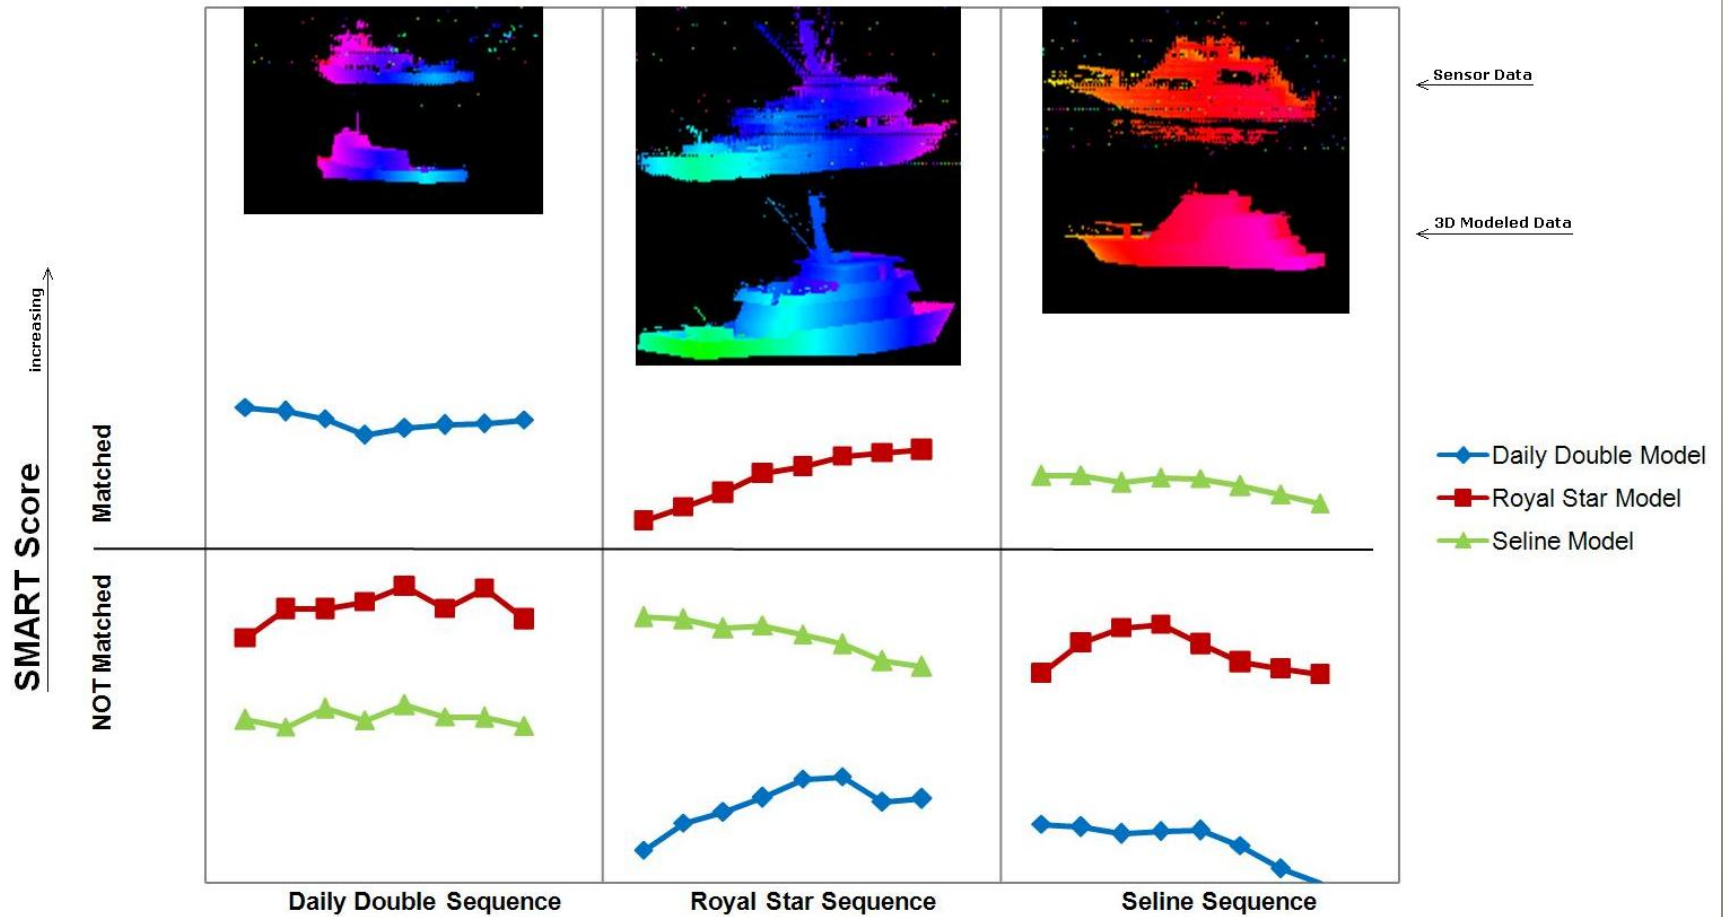 Sensor Data
3D Modeled Data
increasing
SMART Score
Matched
NOT Matched
Daily Double Model
Royal Star Model
Seline Model
Daily Double Sequence
Royal Star Sequence
Seline Sequence